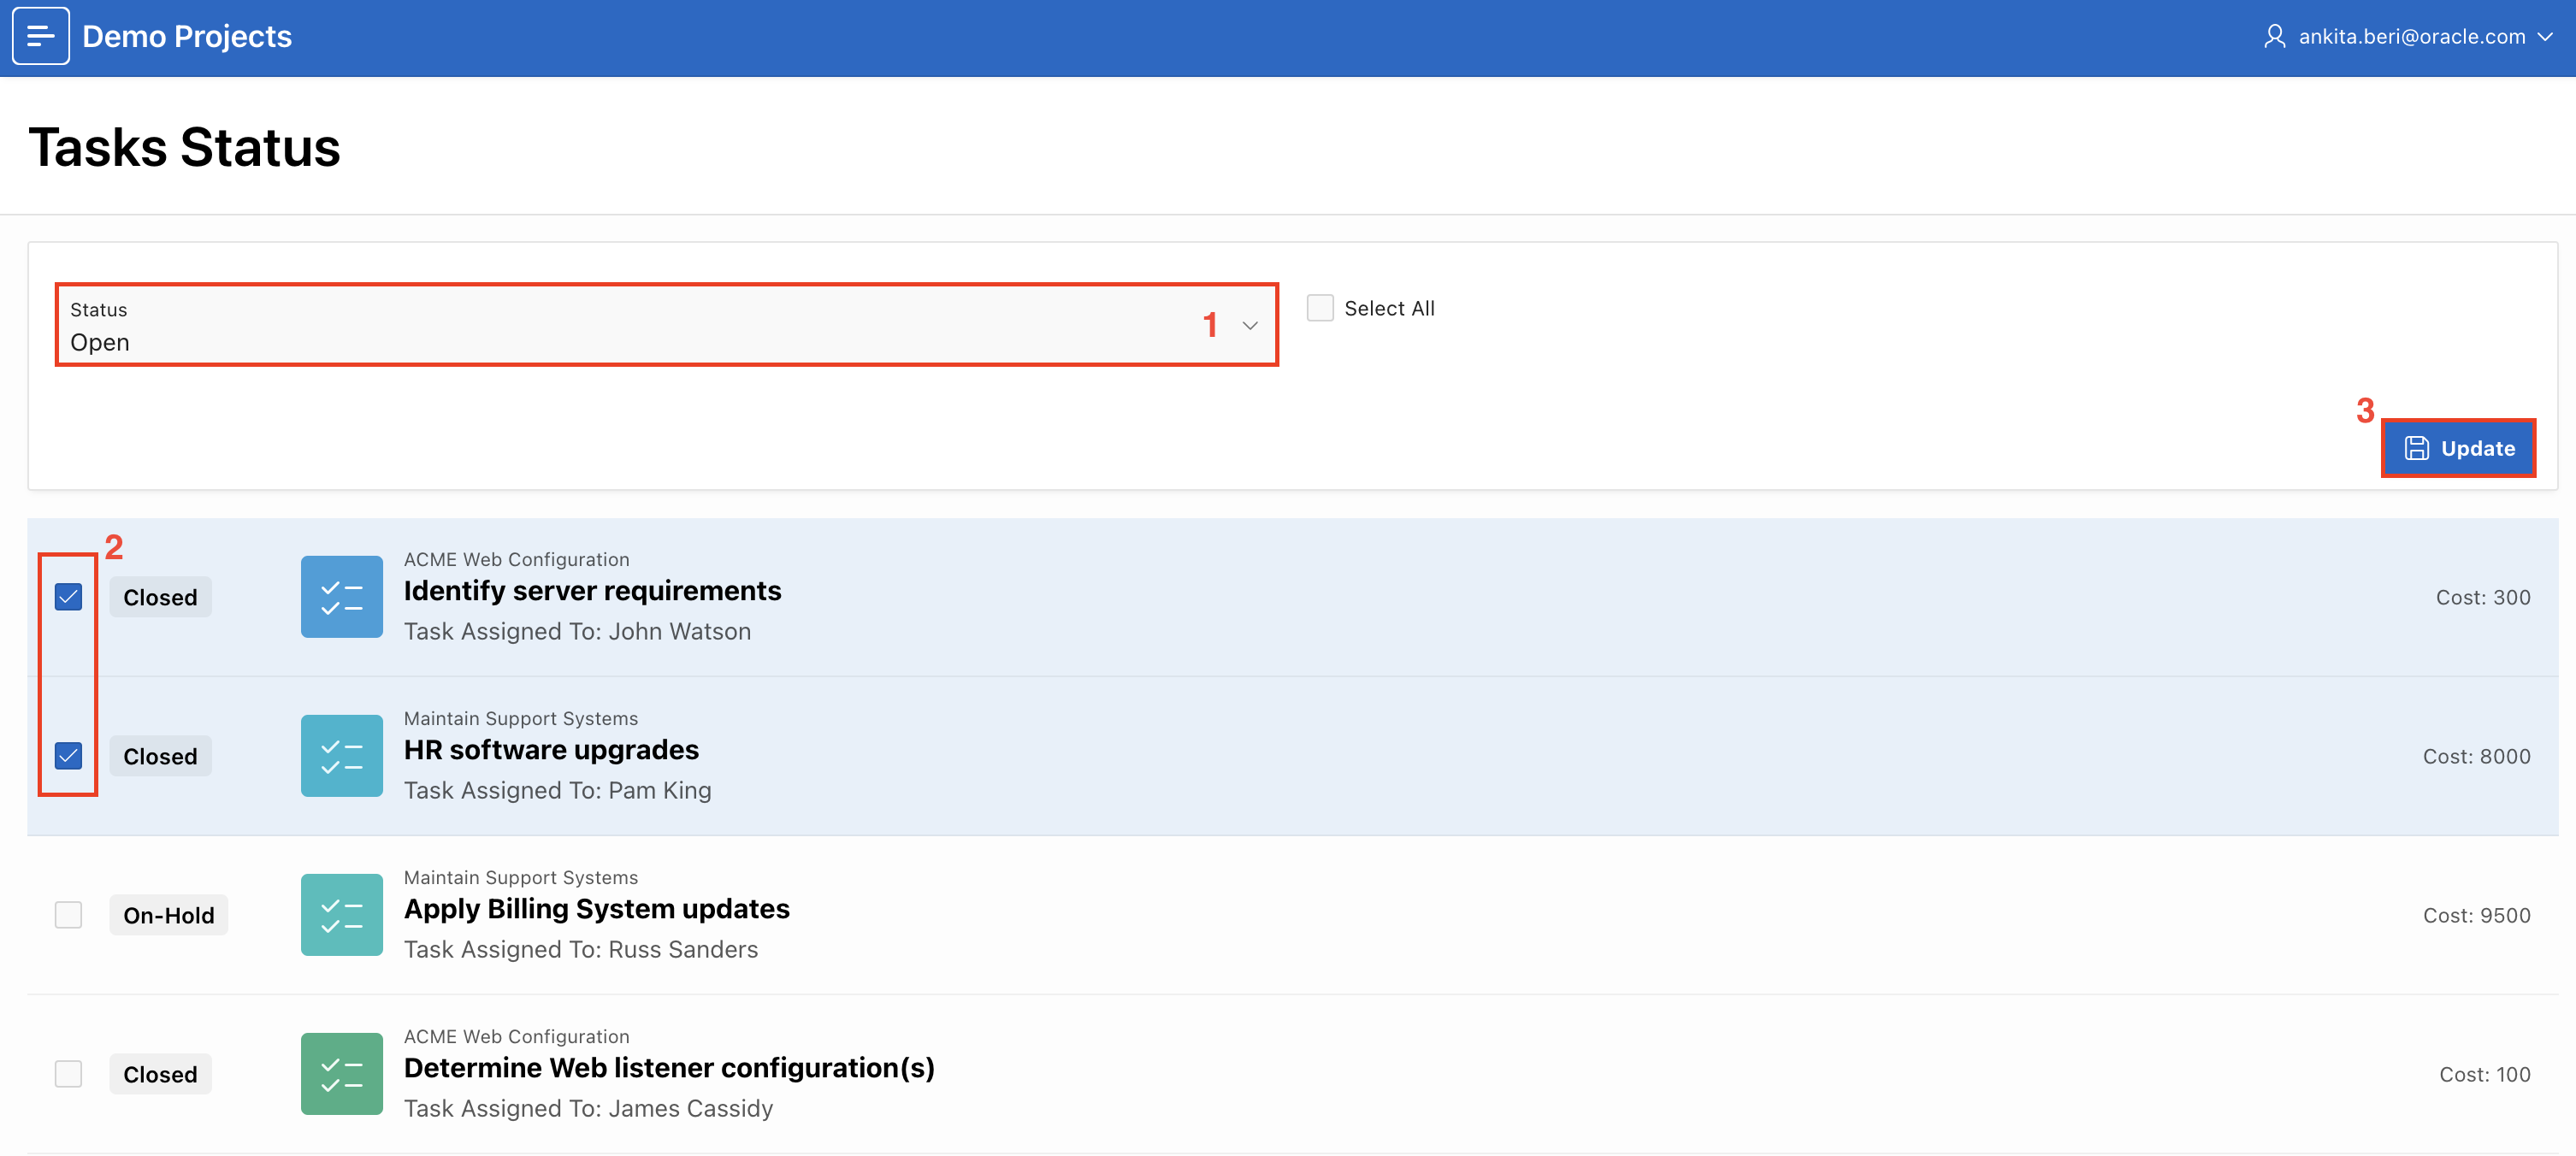 Demo Projects
ankita.beri@oracle.com
Tasks Status
Status
Open
1
Select All
3
Update
2
Closed
ACME Web Configuration
Identify server requirements
Task Assigned To: John Watson
Cost: 300
Closed
Maintain Support Systems
HR software upgrades
Task Assigned To: Pam King
Cost: 8000
On-Hold
Maintain Support Systems
Apply Billing System updates
Task Assigned To: Russ Sanders
Cost: 9500
Closed
ACME Web Configuration
Determine Web listener configuration(s)
Task Assigned To: James Cassidy
Cost: 100